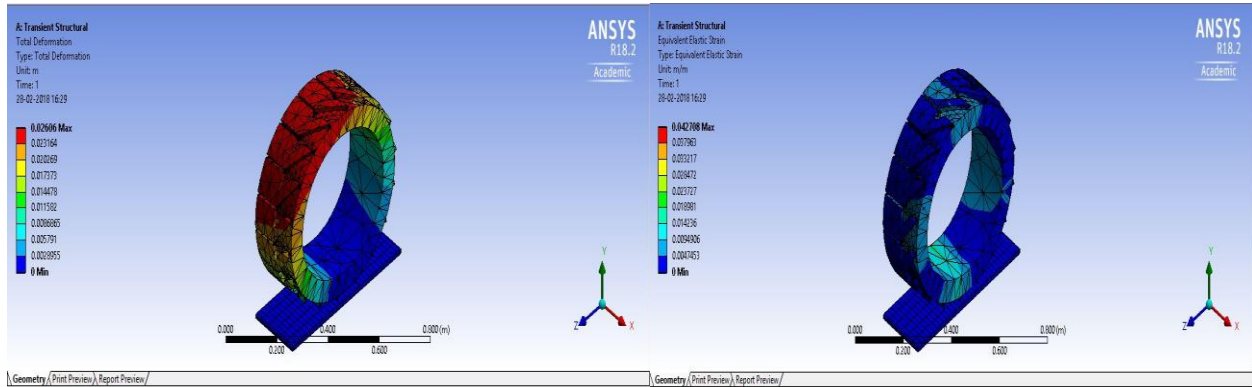 A: Transient Structural
Total Deformation
Type: Total Deformation
Unit: m
Time: 1
28-02-2018 16:29
0.02606 Max
0.023164
0.020269
0.017373
0.014478
0.011582
0.0086865
0.005791
0.0028955
0 Min
ANSYS
R18.2
Academic
Y
Z
X
0.000
0.400
0.800 (m)
0.200
0.600
Geometry
Print Preview
Report Preview
A: Transient Structural
Equivalent Elastic Strain
Type: Equivalent Elastic Strain
Unit: m/m
Time: 1
28-02-2018 16:29
0.042708 Max
0.037963
0.033217
0.028472
0.023727
0.018981
0.014236
0.0094906
0.0047453
0 Min
ANSYS
R18.2
Academic
Y
Z
X
0.000
0.400
0.800 (m)
0.200
0.600
Geometry
Print Preview
Report Preview